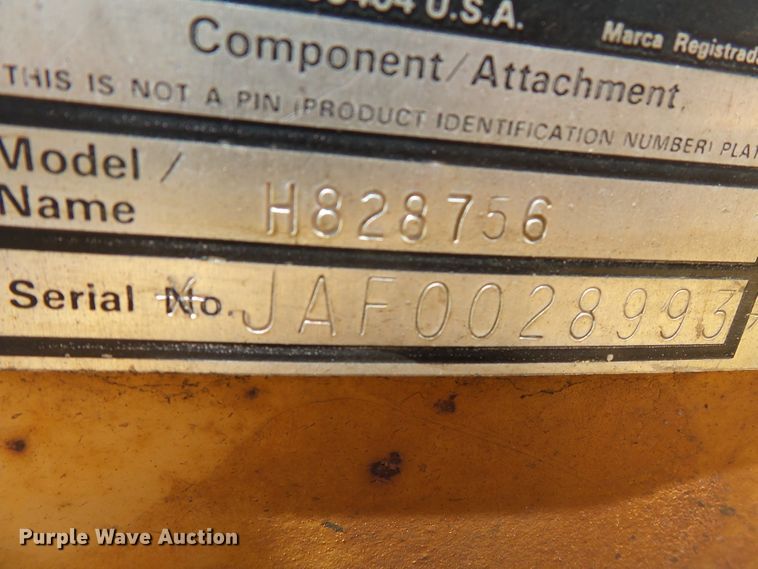 U.S.A.
Marca Registrad
Component/Attachment
THIS IS NOT A PIN (PRODUCT IDENTIFICATION NUMBER) PLAT
Model /
Name H828756
Serial No. *JAF0028993*
Purple Wave Auction